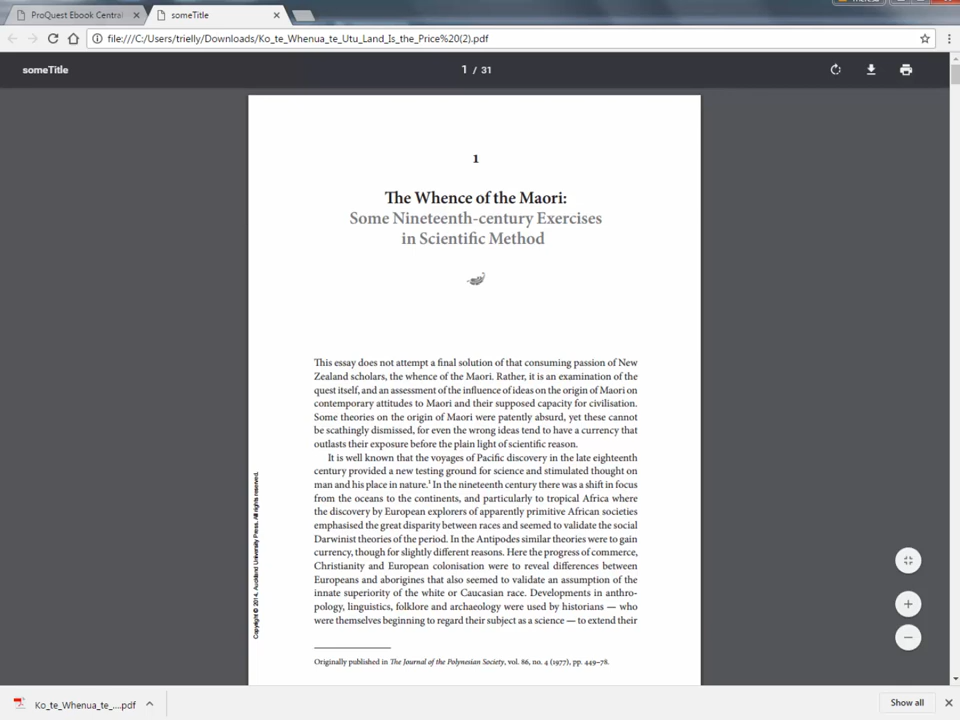 ProQuest Ebook Central
someTitle
file:///C:/Users/trielly/Downloads/Ko_te_Whenua_te_Utu_Land_Is_the_Price%20(2).pdf
someTitle
1 / 31
1
The Whence of the Maori:
Some Nineteenth-century Exercises
in Scientific Method
This essay does not attempt a final solution of that consuming passion of New
Zealand scholars, the whence of the Maori. Rather, it is an examination of the
quest itself, and an assessment of the influence of ideas on the origin of Maori on
contemporary attitudes to Maori and their supposed capacity for civilisation.
Some theories on the origin of Maori were patently absurd, yet these cannot
be scathingly dismissed, for even the wrong ideas tend to have a currency that
outlasts their exposure before the plain light of scientific reason.
It is well known that the voyages of Pacific discovery in the late eighteenth
century provided a new testing ground for science and stimulated thought on
man and his place in nature.¹ In the nineteenth century there was a shift in focus
from the oceans to the continents, and particularly to tropical Africa where
the discovery by European explorers of apparently primitive African societies
emphasised the great disparity between races and seemed to validate the social
Darwinist theories of the period. In the Antipodes similar theories were to gain
currency, though for slightly different reasons. Here the progress of commerce,
Christianity and European colonisation were to reveal differences between
Europeans and aborigines that also seemed to validate an assumption of the
innate superiority of the white or Caucasian race. Developments in anthro-
pology, linguistics, folklore and archaeology were used by historians — who
were themselves beginning to regard their subject as a science — to extend their
Originally published in The Journal of the Polynesian Society, vol. 86, no. 4 (1977), pp. 449–78.
Copyright © 2014. Auckland University Press. All rights reserved.
Ko_te_Whenua_te_....pdf
Show all